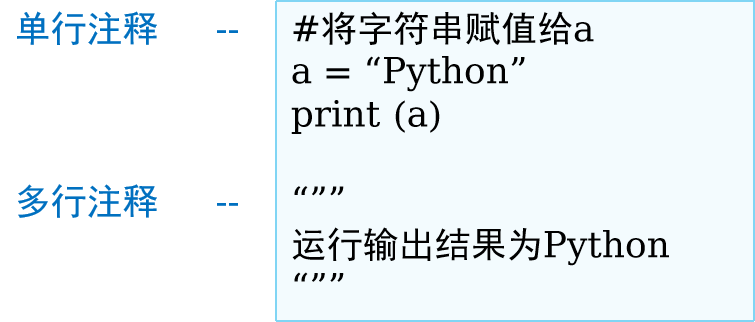 单行注释 -- #将字符串赋值给a
a = “Python”
print (a)
多行注释 -- “””
运行输出结果为Python
“””